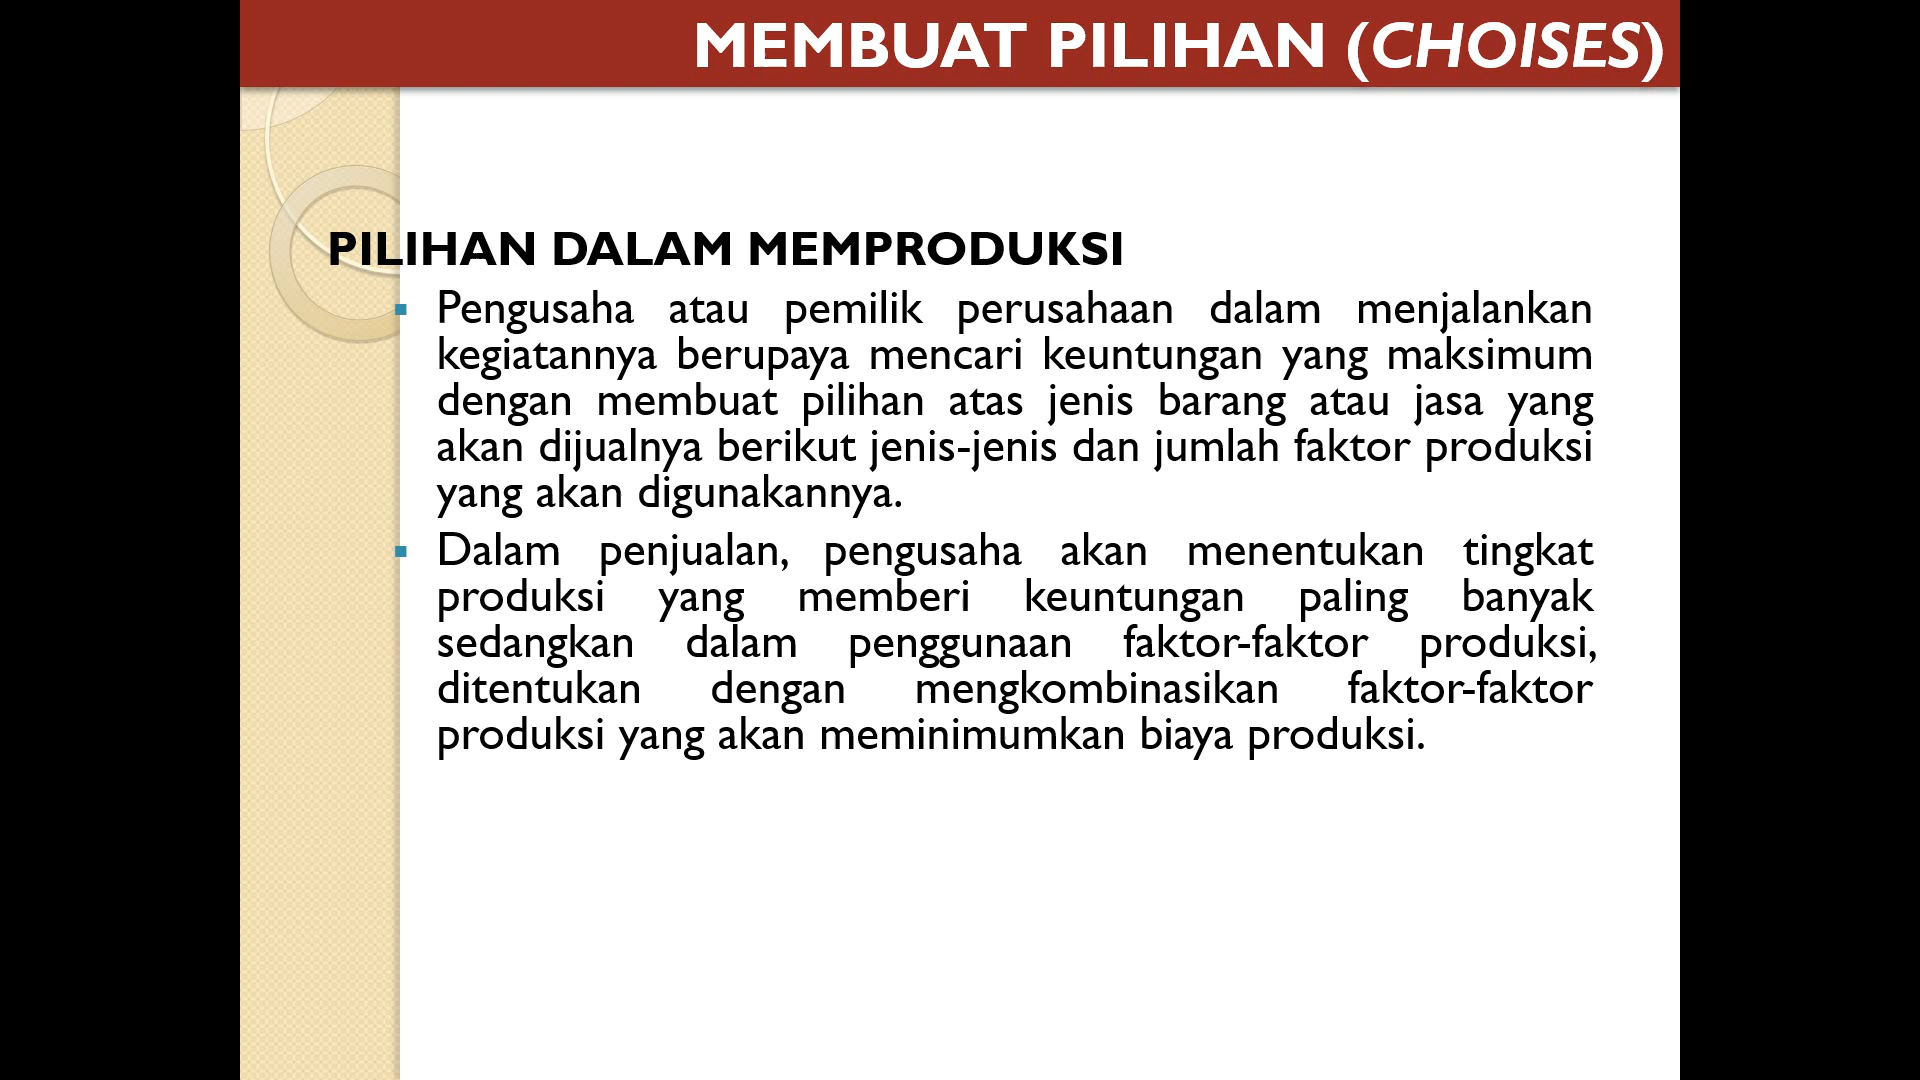 MEMBUAT PILIHAN (CHOISES)
PILIHAN DALAM MEMPRODUKSI
▪ Pengusaha atau pemilik perusahaan dalam menjalankan
kegiatannya berupaya mencari keuntungan yang maksimum
dengan membuat pilihan atas jenis barang atau jasa yang
akan dijualnya berikut jenis-jenis dan jumlah faktor produksi
yang akan digunakannya.
▪ Dalam penjualan, pengusaha akan menentukan tingkat
produksi yang memberi keuntungan paling banyak
sedangkan dalam penggunaan faktor-faktor produksi,
ditentukan dengan mengkombinasikan faktor-faktor
produksi yang akan meminimumkan biaya produksi.